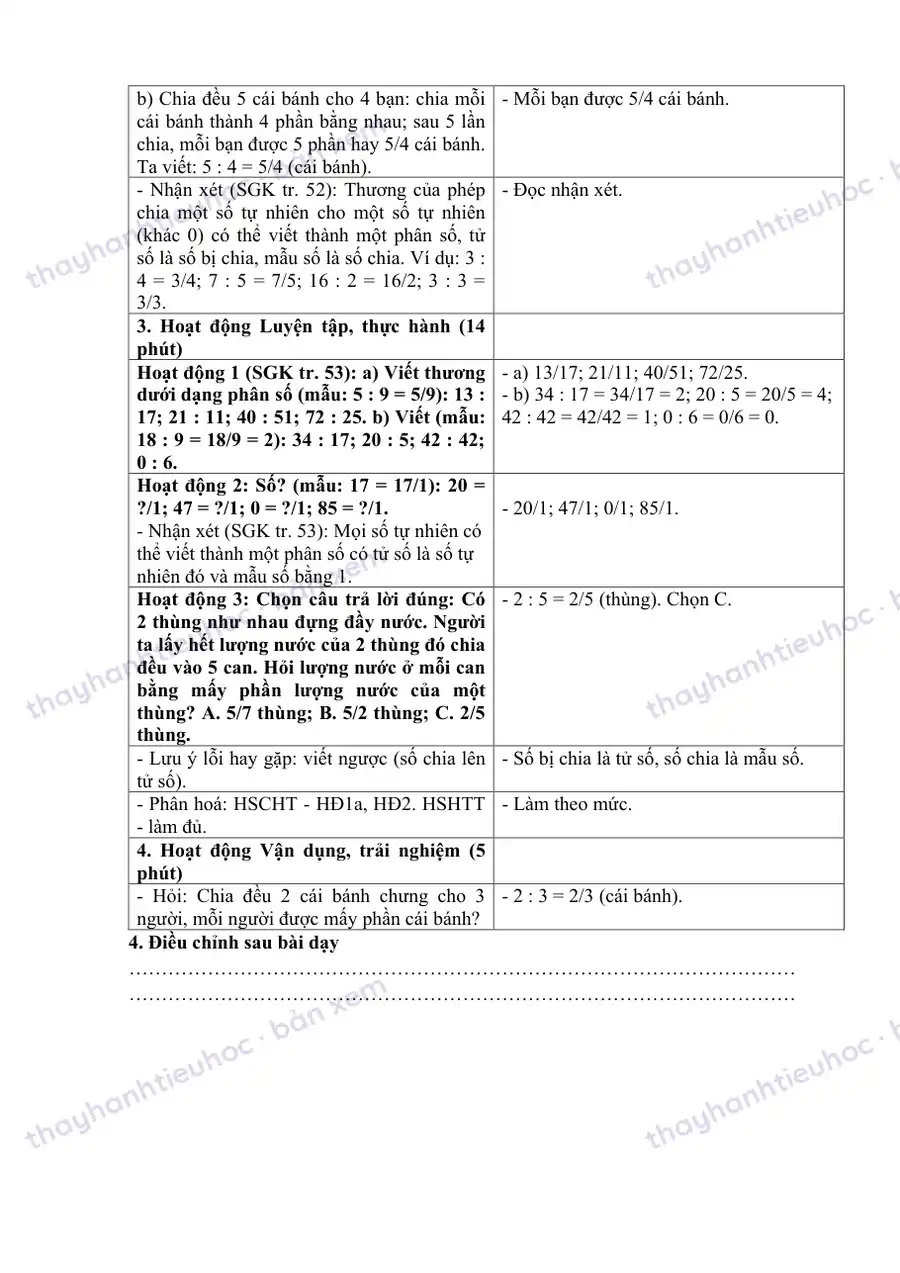 b) Chia đều 5 cái bánh cho 4 bạn: chia mỗi
cái bánh thành 4 phần bằng nhau; sau 5 lần
chia, mỗi bạn được 5 phần hay 5/4 cái bánh.
Ta viết: 5 : 4 = 5/4 (cái bánh).
- Mỗi bạn được 5/4 cái bánh.
- Nhận xét (SGK tr. 52): Thương của phép
chia một số tự nhiên cho một số tự nhiên
(khác 0) có thể viết thành một phân số, tử
số là số bị chia, mẫu số là số chia. Ví dụ: 3 :
4 = 3/4; 7 : 5 = 7/5; 16 : 2 = 16/2; 3 : 3 =
3/3.
- Đọc nhận xét.
3. Hoạt động Luyện tập, thực hành (14
phút)
Hoạt động 1 (SGK tr. 53): a) Viết thương
dưới dạng phân số (mẫu: 5 : 9 = 5/9): 13 :
17; 21 : 11; 40 : 51; 72 : 25. b) Viết (mẫu:
18 : 9 = 18/9 = 2): 34 : 17; 20 : 5; 42 : 42;
0 : 6.
- a) 13/17; 21/11; 40/51; 72/25.
- b) 34 : 17 = 34/17 = 2; 20 : 5 = 20/5 = 4;
42 : 42 = 42/42 = 1; 0 : 6 = 0/6 = 0.
Hoạt động 2: Số? (mẫu: 17 = 17/1): 20 =
?/1; 47 = ?/1; 0 = ?/1; 85 = ?/1.
- Nhận xét (SGK tr. 53): Mọi số tự nhiên có
thể viết thành một phân số có tử số là số tự
nhiên đó và mẫu số bằng 1.
- 20/1; 47/1; 0/1; 85/1.
Hoạt động 3: Chọn câu trả lời đúng: Có
2 thùng như nhau đựng đầy nước. Người
ta lấy hết lượng nước của 2 thùng đó chia
đều vào 5 can. Hỏi lượng nước ở mỗi can
bằng mấy phần lượng nước của một
thùng? A. 5/7 thùng; B. 5/2 thùng; C. 2/5
thùng.
- 2 : 5 = 2/5 (thùng). Chọn C.
- Lưu ý lỗi hay gặp: viết ngược (số chia lên
tử số).
- Số bị chia là tử số, số chia là mẫu số.
- Phân hoá: HSCHT - HĐ1a, HĐ2. HSHTT
- làm đủ.
- Làm theo mức.
4. Hoạt động Vận dụng, trải nghiệm (5
phút)
- Hỏi: Chia đều 2 cái bánh chưng cho 3
người, mỗi người được mấy phần cái bánh?
- 2 : 3 = 2/3 (cái bánh).
4. Điều chỉnh sau bài dạy
thayhanhtieuhoc · bản xem
thayhanhtieuhoc · b
thayhanhtieuhoc · bản xem
thayhanhtieuhoc · b
thayhanhtieuhoc · bản xem
thayhanhtieuhoc · b